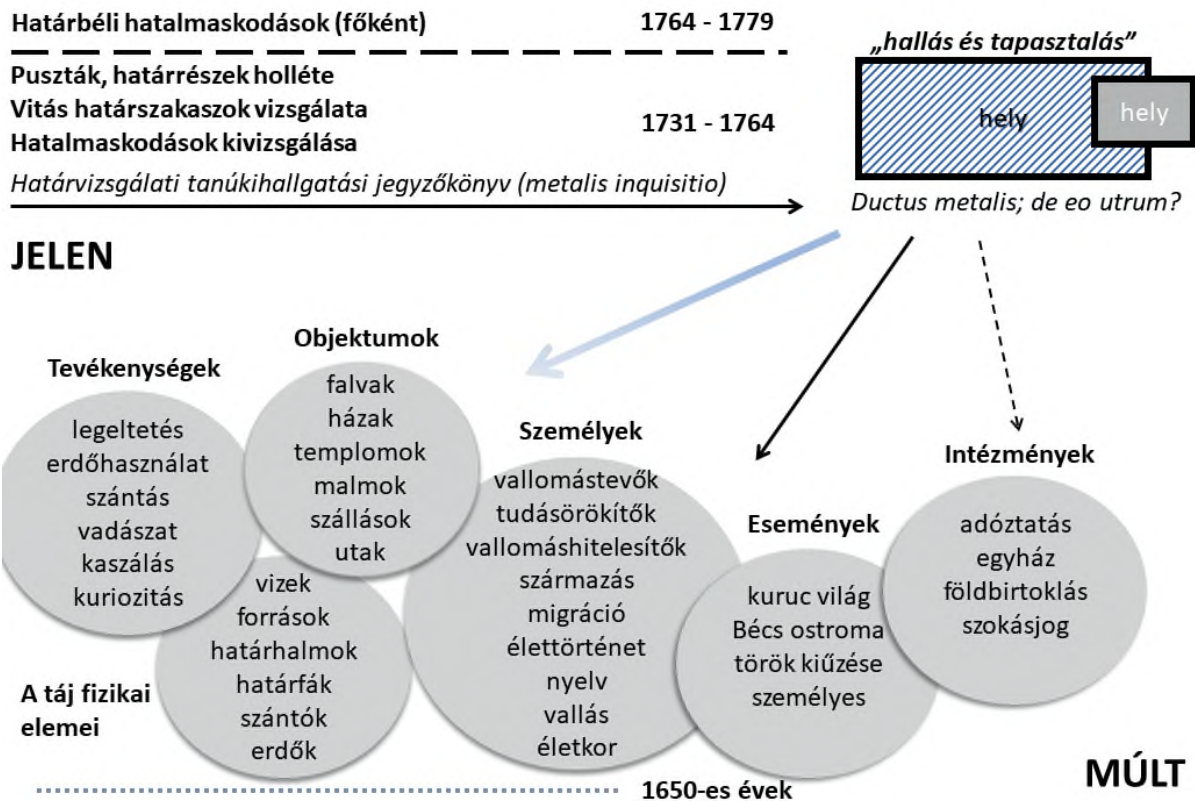 Határbéli hatalmaskodások (főként) 1764 - 1779
Puszták, határrészek holléte
Vitás határszakaszok vizsgálata
Hatalmaskodások kivizsgálása
1731 - 1764
Határvizsgálati tanúkihallgatási jegyzőkönyv (metalis inquisitio)
„hallás és tapasztalás”
hely
hely
Ductus metalis; de eo utrum?
JELEN
Tevékenységek
legeltetés
erdőhasználat
szántás
vadászat
kaszálás
kuriozitás
Objektumok
falvak
házak
templomok
malmok
szállások
utak
A táj fizikai
elemei
vizek
források
határhalmok
határfák
szántók
erdők
Személyek
vallomástevők
tudásörökítők
vallomáshitelesítők
származás
migráció
élettörténet
nyelv
vallás
életkor
Események
kuruc világ
Bécs ostroma
török kiűzése
személyes
Intézmények
adóztatás
egyház
földbirtoklás
szokásjog
1650-es évek
MÚLT